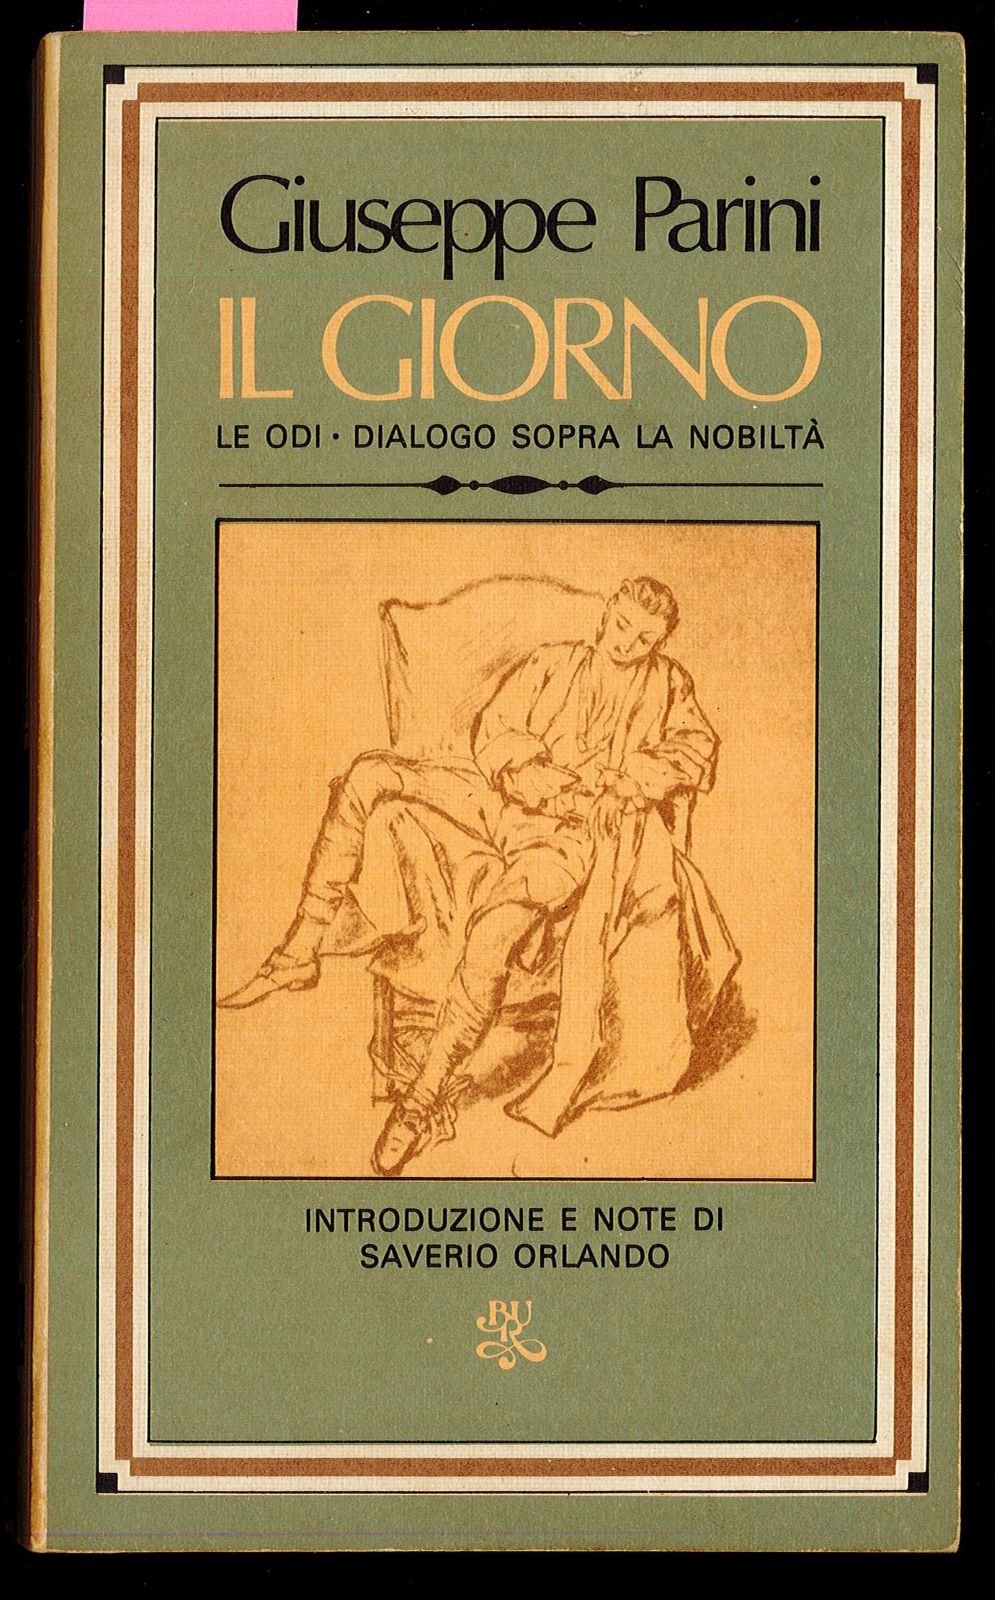 Giuseppe Parini
IL GIORNO
LE ODI • DIALOGO SOPRA LA NOBILTÀ
INTRODUZIONE E NOTE DI
SAVERIO ORLANDO
BUR